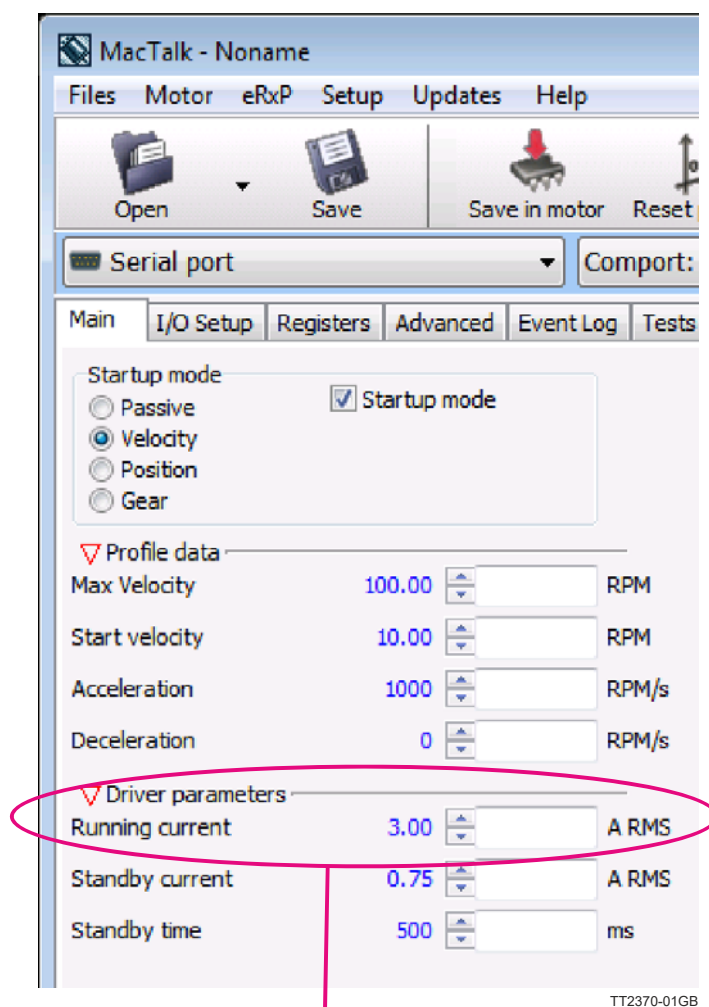 MacTalk - Noname
Files Motor eRxP Setup Updates Help
Open Save Save in motor Reset
Serial port Comport:
Main I/O Setup Registers Advanced Event Log Tests
Startup mode
Startup mode
Passive
Velocity
Position
Gear
Profile data
Max Velocity 100.00 RPM
Start velocity 10.00 RPM
Acceleration 1000 RPM/s
Deceleration 0 RPM/s
Driver parameters
Running current 3.00 A RMS
Standby current 0.75 A RMS
Standby time 500 ms
TT2370-01GB